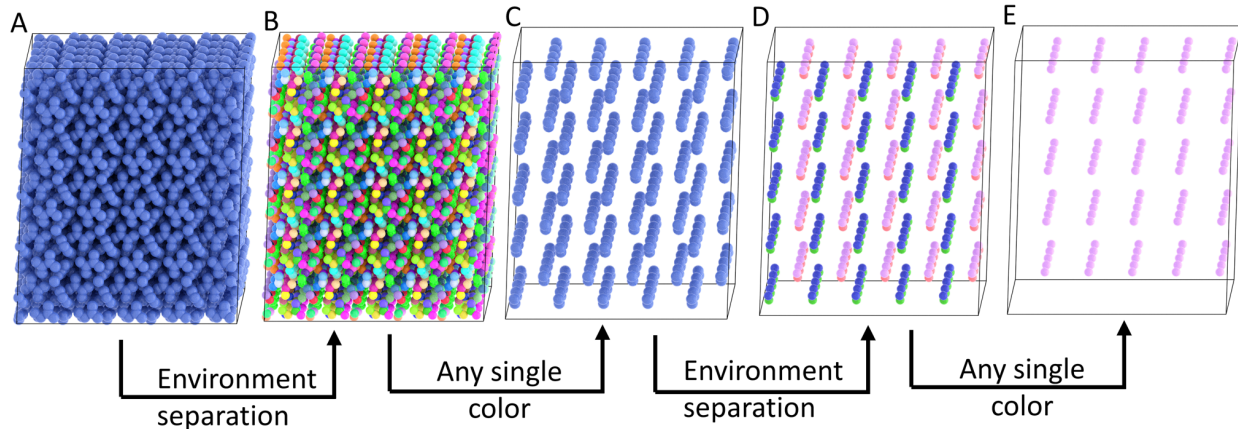 A
B
C
D
E
Environment
separation
Any single
color
Environment
separation
Any single
color